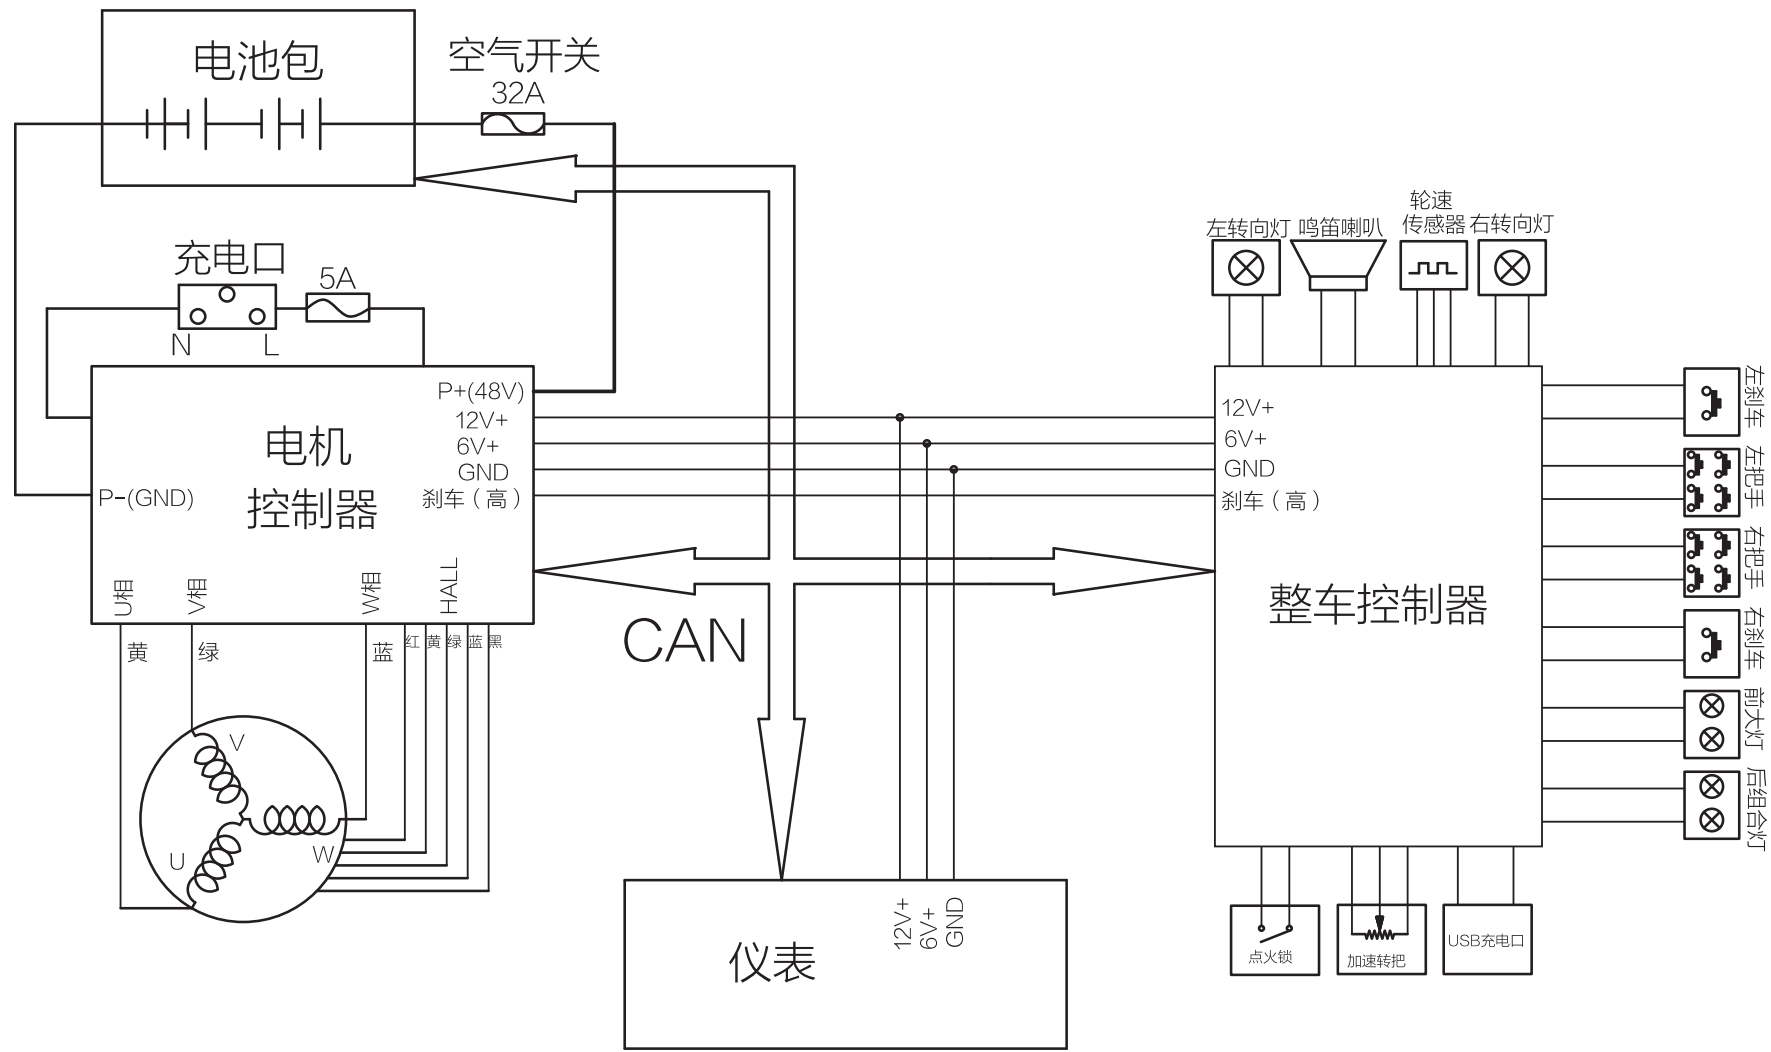 电池包
空气开关
32A
充电口
5A
N
L
P+(48V)
12V+
6V+
GND
刹车（高）
P-(GND)
电机
控制器
U相
V相
W相
HALL
黄
绿
蓝
红
黄
绿
蓝
黑
V
U
W
CAN
仪表
12V+
6V+
GND
左转向灯
鸣笛喇叭
轮速
传感器
右转向灯
12V+
6V+
GND
刹车（高）
整车控制器
左刹车
左把手
右把手
右刹车
前大灯
后组合灯
点火锁
加速转把
USB充电口